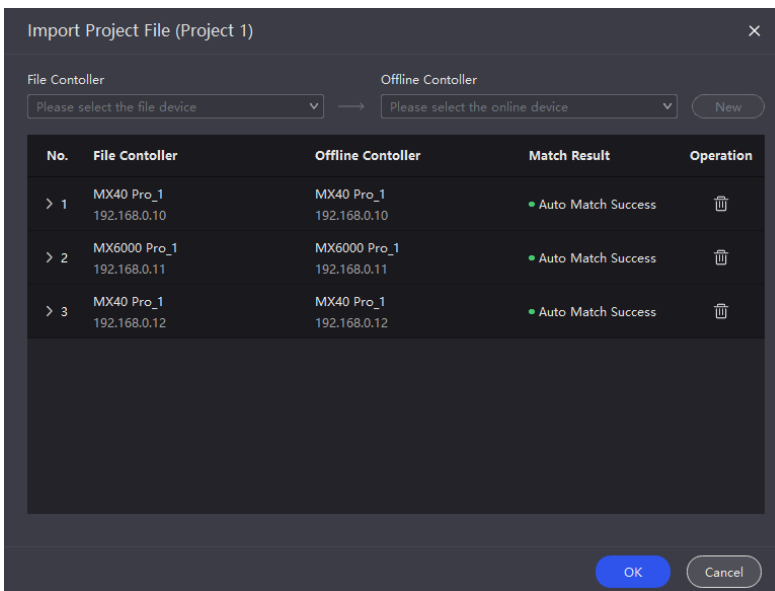 Import Project File (Project 1)
File Contoller Offline Contoller
Please select the file device Please select the online device New
No. File Contoller Offline Contoller Match Result Operation
1 MX40 Pro_1 192.168.0.10 MX40 Pro_1 192.168.0.10 Auto Match Success
2 MX6000 Pro_1 192.168.0.11 MX6000 Pro_1 192.168.0.11 Auto Match Success
3 MX40 Pro_1 192.168.0.12 MX40 Pro_1 192.168.0.12 Auto Match Success
OK Cancel